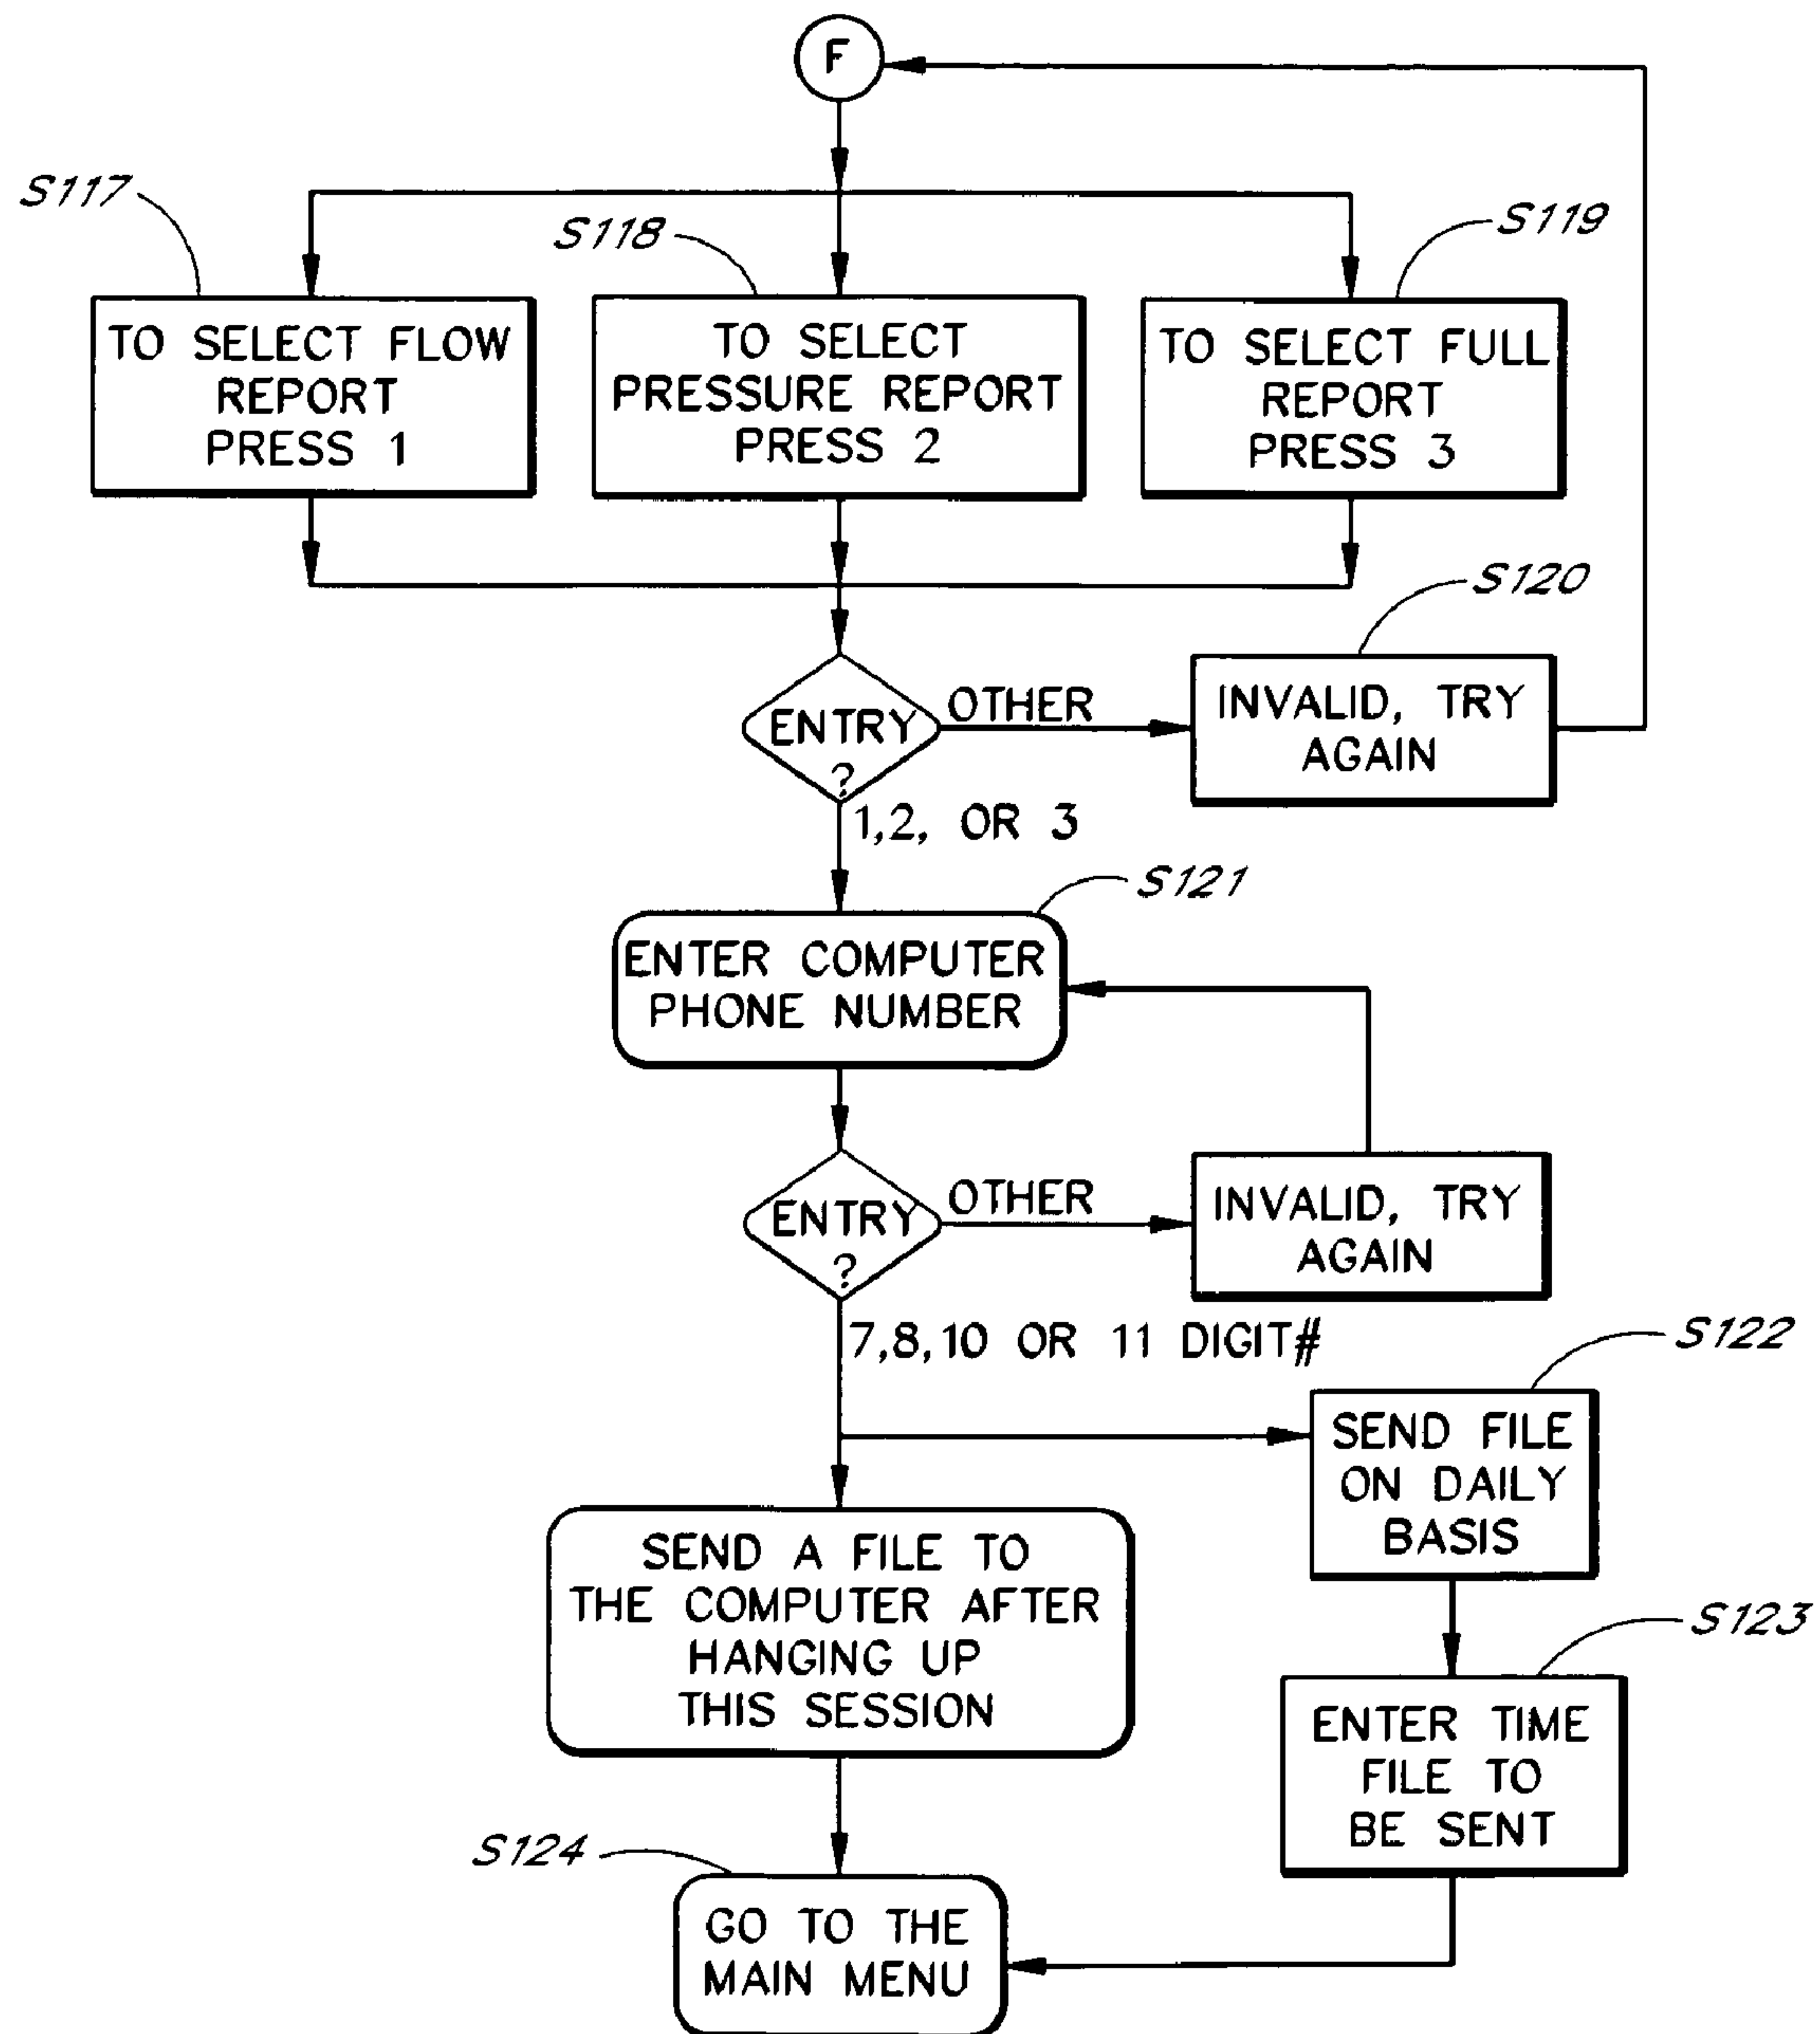 F
S117
S118
S119
TO SELECT FLOW
REPORT
PRESS 1
TO SELECT
PRESSURE REPORT
PRESS 2
TO SELECT FULL
REPORT
PRESS 3
S120
ENTRY
?
OTHER
INVALID, TRY
AGAIN
1,2, OR 3
S121
ENTER COMPUTER
PHONE NUMBER
ENTRY
?
OTHER
INVALID, TRY
AGAIN
7,8,10 OR 11 DIGIT#
S122
SEND FILE
ON DAILY
BASIS
SEND A FILE TO
THE COMPUTER AFTER
HANGING UP
THIS SESSION
S123
ENTER TIME
FILE TO
BE SENT
S124
GO TO THE
MAIN MENU